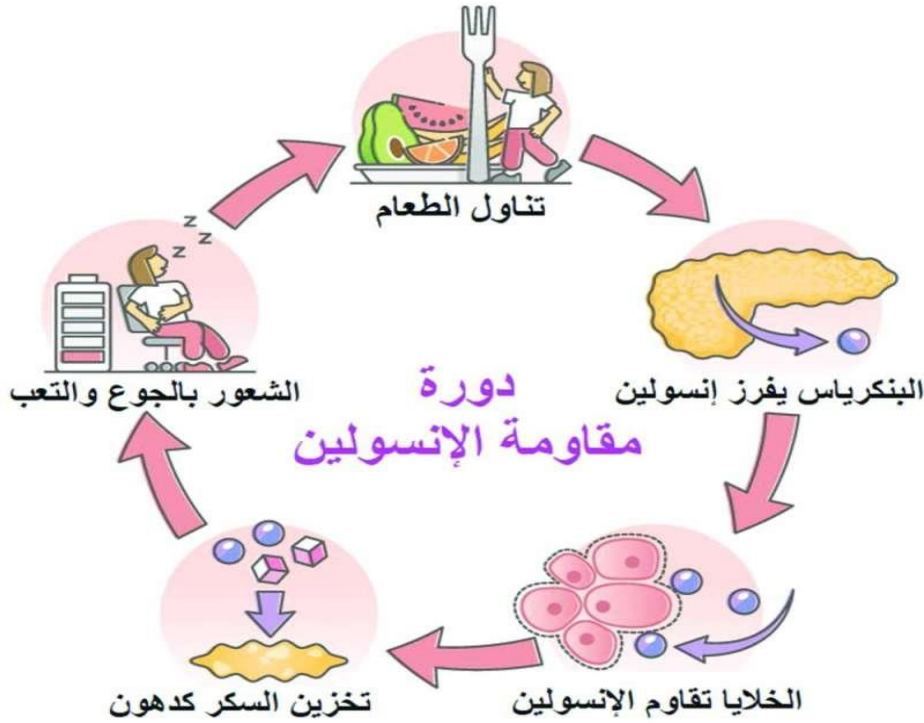 تناول الطعام
البنكرياس يفرز إنسولين
الخلايا تقاوم الإنسولين
تخزين السكر كدهون
الشعور بالجوع والتعب
دورة
مقاومة الإنسولين
z
z
z